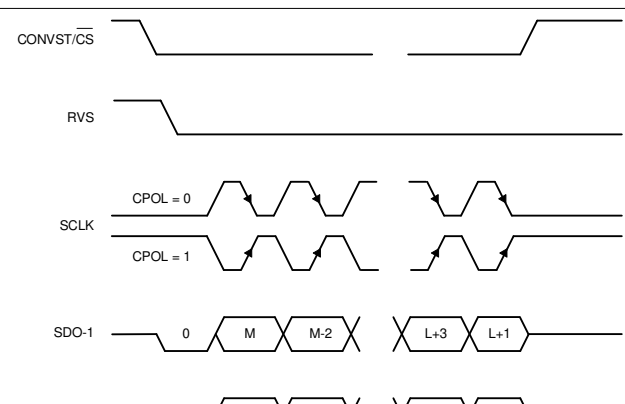 CONVST/CS
RVS
CPOL = 0
SCLK
CPOL = 1
SDO-1 0 M M-2 L+3 L+1